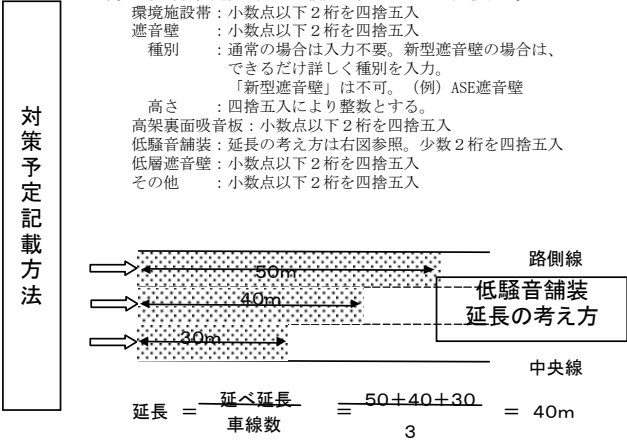 対策予定記載方法
環境施設帯：小数点以下２桁を四捨五入
遮音壁　　：小数点以下２桁を四捨五入
種別　　：通常の場合は入力不要。新型遮音壁の場合は、
できるだけ詳しく種別を入力。
「新型遮音壁」は不可。（例）ASE遮音壁
高さ　　：四捨五入により整数とする。
高架裏面吸音板：小数点以下２桁を四捨五入
低騒音舗装：延長の考え方は右図参照。少数２桁を四捨五入
低層遮音壁：小数点以下２桁を四捨五入
その他　　：小数点以下２桁を四捨五入
路側線
50m
40m
30m
低騒音舗装
延長の考え方
中央線
延長 ＝ 延べ延長 ＝ 50＋40＋30 ＝ 40m
車線数 3